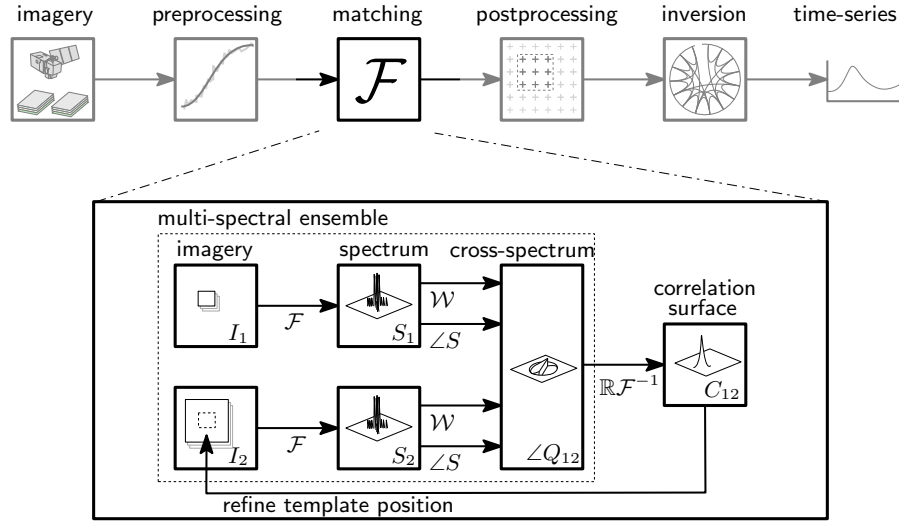 imagery preprocessing matching postprocessing inversion time-series
ℱ
multi-spectral ensemble
imagery spectrum cross-spectrum
correlation
surface
𝒲
I₁ ℱ S₁ ∠S
ℝℱ⁻¹ C₁₂
𝒲
I₂ ℱ S₂ ∠S ∠Q₁₂
refine template position